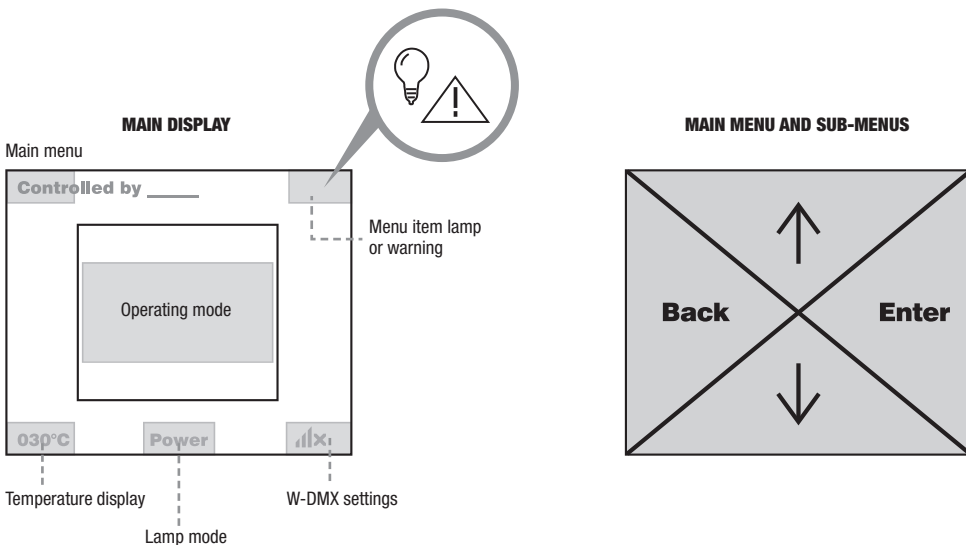 MAIN DISPLAY
Main menu
Controlled by _____
Menu item lamp
or warning
Operating mode
030°C
Power
Temperature display
W-DMX settings
Lamp mode
MAIN MENU AND SUB-MENUS
Back
Enter